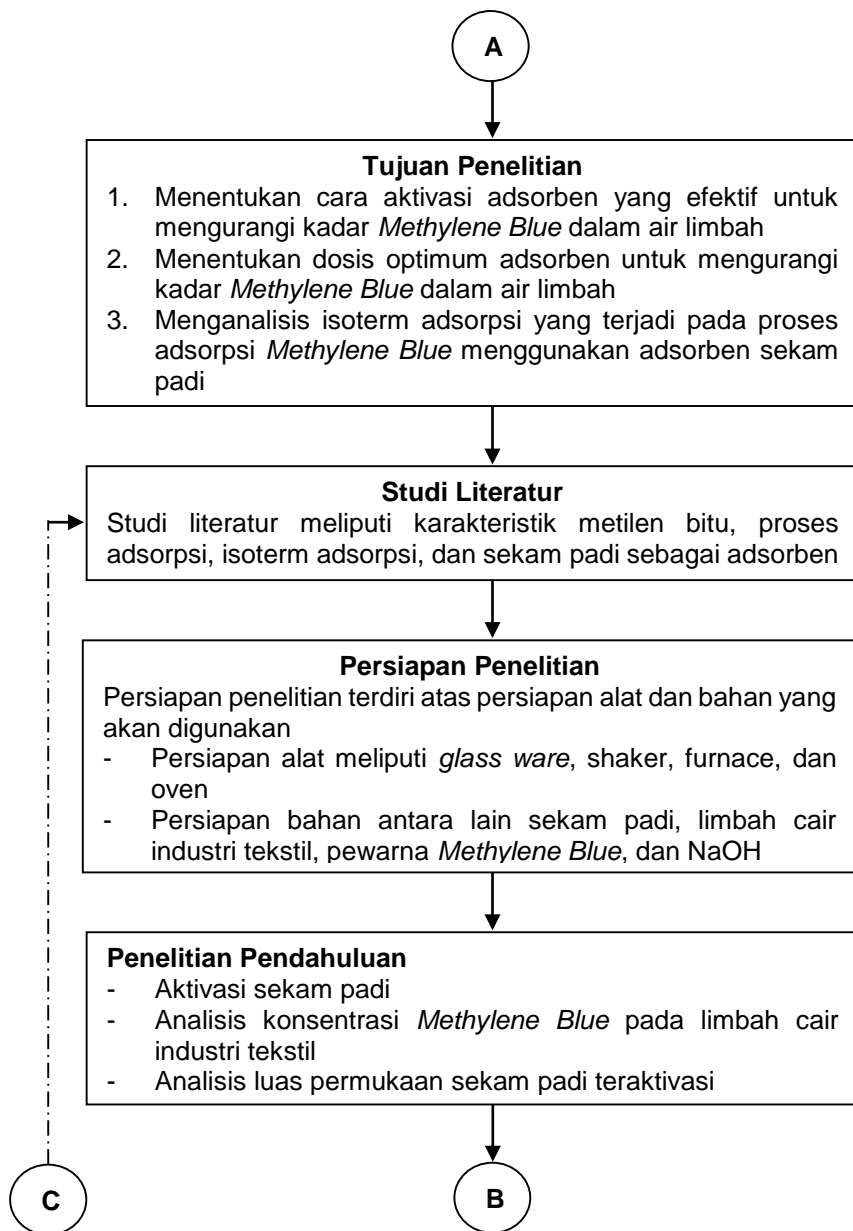 A
Tujuan Penelitian
1. Menentukan cara aktivasi adsorben yang efektif untuk
mengurangi kadar Methylene Blue dalam air limbah
2. Menentukan dosis optimum adsorben untuk mengurangi
kadar Methylene Blue dalam air limbah
3. Menganalisis isoterm adsorpsi yang terjadi pada proses
adsorpsi Methylene Blue menggunakan adsorben sekam
padi
Studi Literatur
Studi literatur meliputi karakteristik metilen bitu, proses
adsorpsi, isoterm adsorpsi, dan sekam padi sebagai adsorben
Persiapan Penelitian
Persiapan penelitian terdiri atas persiapan alat dan bahan yang
akan digunakan
- Persiapan alat meliputi glass ware, shaker, furnace, dan
oven
- Persiapan bahan antara lain sekam padi, limbah cair
industri tekstil, pewarna Methylene Blue, dan NaOH
Penelitian Pendahuluan
- Aktivasi sekam padi
- Analisis konsentrasi Methylene Blue pada limbah cair
industri tekstil
- Analisis luas permukaan sekam padi teraktivasi
C
B